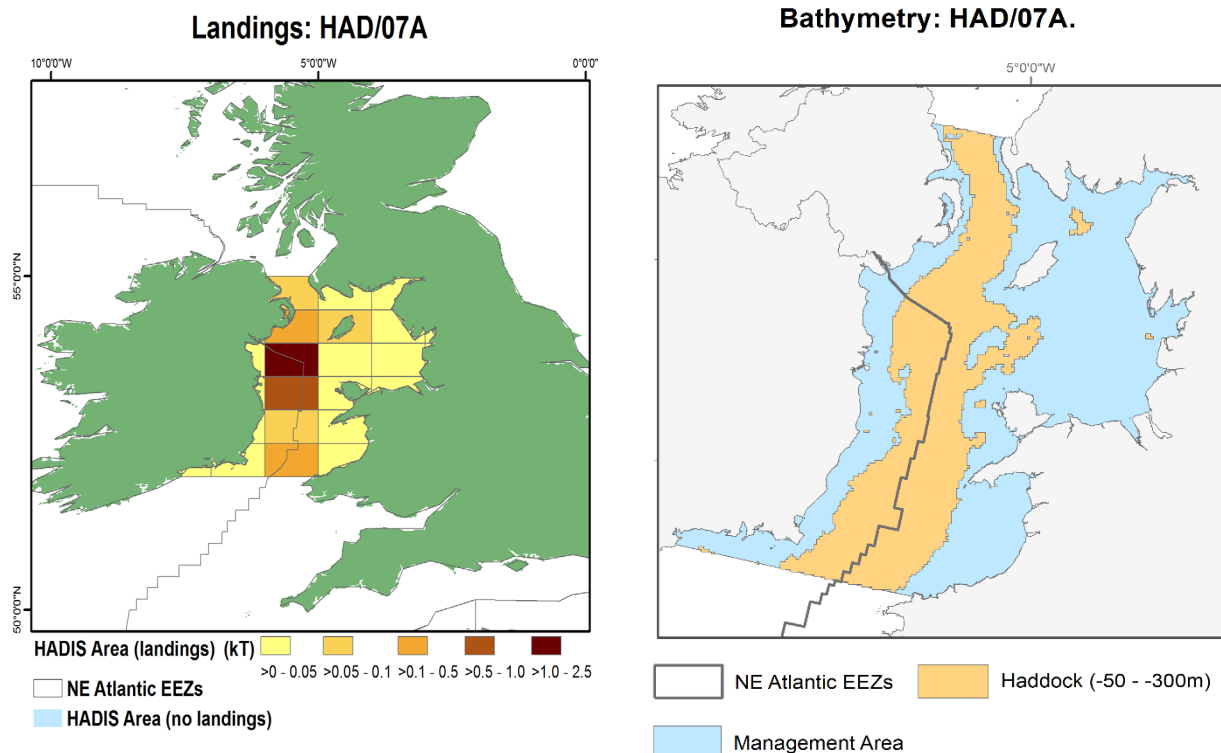 Landings: HAD/07A
10°0'0"W
5°0'0"W
0°0'0"
55°0'0"N
50°0'0"N
HADIS Area (landings) (kT)
>0 - 0.05
>0.05 - 0.1
>0.1 - 0.5
>0.5 - 1.0
>1.0 - 2.5
NE Atlantic EEZs
HADIS Area (no landings)
Bathymetry: HAD/07A.
5°0'0"W
NE Atlantic EEZs
Haddock (-50 - -300m)
Management Area